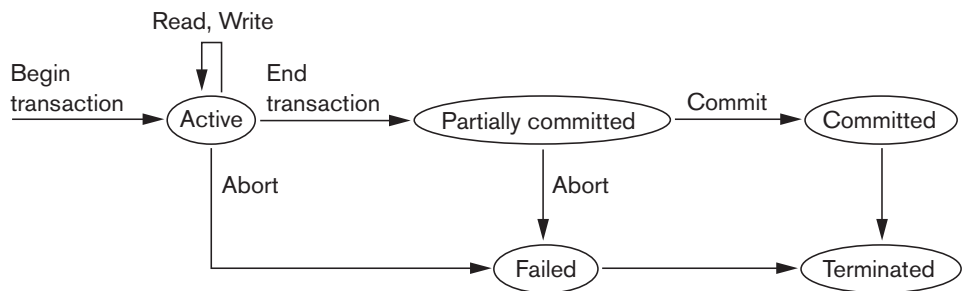 Read, Write
Begin
transaction
End
transaction
Active
Partially committed
Commit
Committed
Abort
Abort
Failed
Terminated